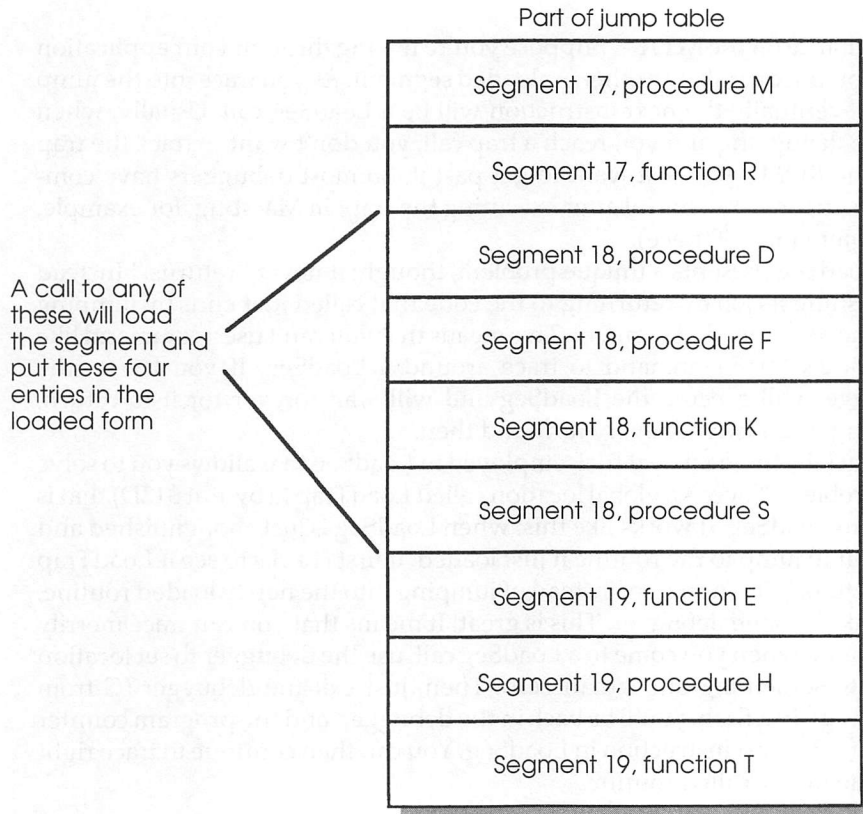 Part of jump table
Segment 17, procedure M
Segment 17, function R
Segment 18, procedure D
Segment 18, procedure F
Segment 18, function K
Segment 18, procedure S
Segment 19, function E
Segment 19, procedure H
Segment 19, function T
A call to any of
these will load
the segment and
put these four
entries in the
loaded form